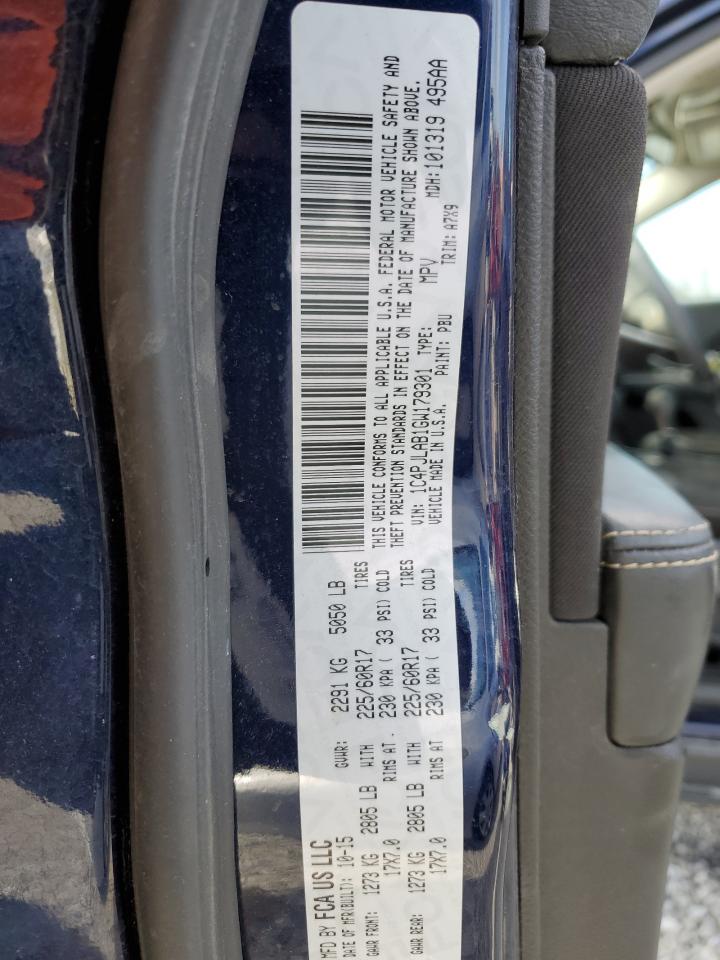 MFD BY FCA US LLC
DATE OF MFR(BUILT): 10-15 GVWR: 2291 KG 5050 LB
GAWR FRONT: 1273 KG 2805 LB WITH 225/60R17 TIRES
17X7.0 RIMS AT 230 KPA ( 33 PSI) COLD
GAWR REAR: 1273 KG 2805 LB WITH 225/60R17 TIRES
17X7.0 RIMS AT 230 KPA ( 33 PSI) COLD
THIS VEHICLE CONFORMS TO ALL APPLICABLE U.S.A. FEDERAL MOTOR VEHICLE SAFETY AND
THEFT PREVENTION STANDARDS IN EFFECT ON THE DATE OF MANUFACTURE SHOWN ABOVE.
VIN: 1C4PJLAB1GW179301 TYPE: MPV MDH:101319 495AA
VEHICLE MADE IN U.S.A. PAINT: PBU TRIM: A7X9